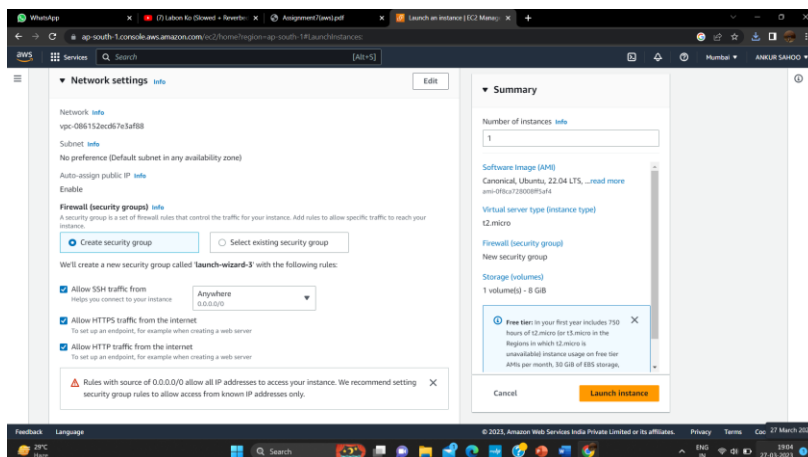 WhatsApp
(7) Labon Ko (Slowed + Reverbe
Assignment7(aws).pdf
Launch an instance | EC2 Manag
ap-south-1.console.aws.amazon.com/ec2/home?region=ap-south-1#LaunchInstances:
aws
Services
Search
[Alt+S]
Mumbai
ANKUR SAHOO
Network settings Info
Edit
Network Info
vpc-086152ecd67e3af88
Subnet Info
No preference (Default subnet in any availability zone)
Auto-assign public IP Info
Enable
Firewall (security groups) Info
A security group is a set of firewall rules that control the traffic for your instance. Add rules to allow specific traffic to reach your
instance.
Create security group
Select existing security group
We'll create a new security group called 'launch-wizard-3' with the following rules:
Allow SSH traffic from
Helps you connect to your instance
Anywhere
0.0.0.0/0
Allow HTTPS traffic from the internet
To set up an endpoint, for example when creating a web server
Allow HTTP traffic from the internet
To set up an endpoint, for example when creating a web server
Rules with source of 0.0.0.0/0 allow all IP addresses to access your instance. We recommend setting
security group rules to allow access from known IP addresses only.
Summary
Number of instances Info
1
Software Image (AMI)
Canonical, Ubuntu, 22.04 LTS, ...read more
ami-0f8ca728008ff5af4
Virtual server type (instance type)
t2.micro
Firewall (security group)
New security group
Storage (volumes)
1 volume(s) - 8 GiB
Free tier: In your first year includes 750
hours of t2.micro (or t3.micro in the
Regions in which t2.micro is
unavailable) instance usage on free tier
AMIs per month, 30 GiB of EBS storage,
Cancel
Launch instance
Feedback
Language
© 2023, Amazon Web Services India Private Limited or its affiliates.
Privacy
Terms
Coo
27 March 202
29°C
Haze
Search
ENG
IN
19:04
27-03-2023